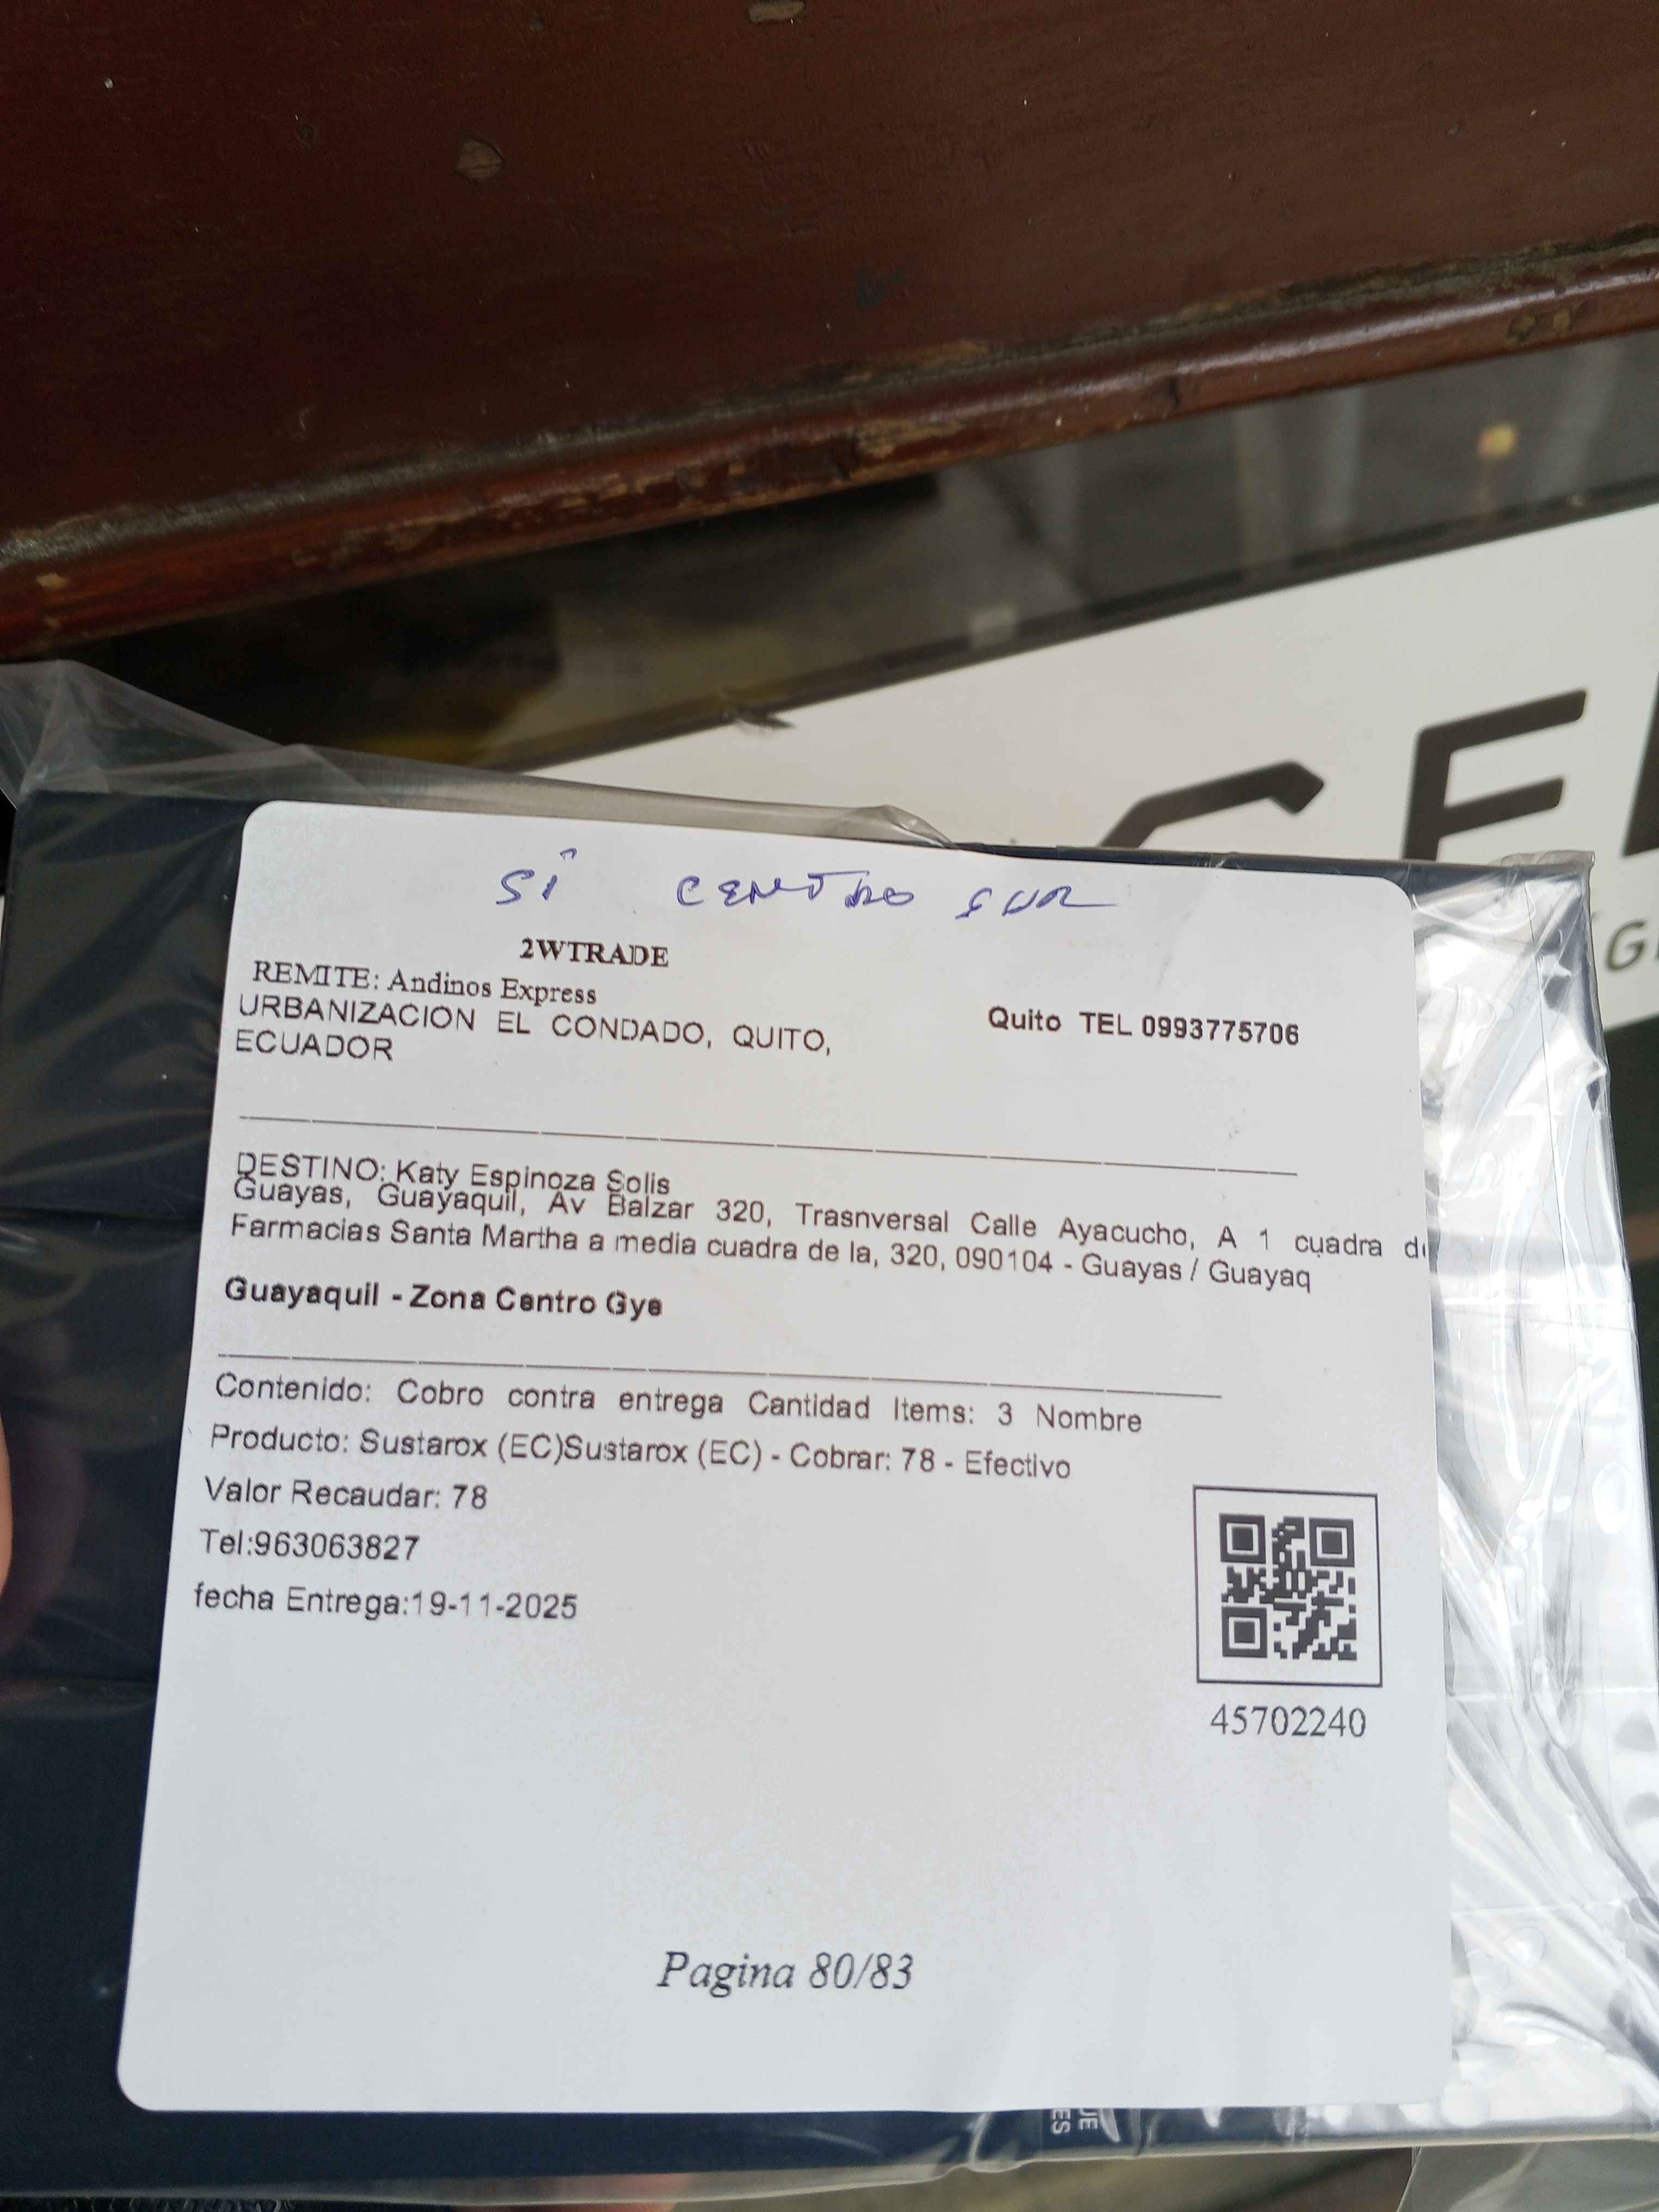 SI CENTRO SUR
2WTRADE
REMITE: Andinos Express
URBANIZACION EL CONDADO, QUITO,
ECUADOR
Quito TEL 0993775706
DESTINO: Katy Espinoza Solis
Guayas, Guayaquil, Av Balzar 320, Trasnversal Calle Ayacucho, A 1 cuadra d
Farmacias Santa Martha a media cuadra de la, 320, 090104 - Guayas / Guayaq
Guayaquil - Zona Centro Gye
Contenido: Cobro contra entrega Cantidad Items: 3 Nombre
Producto: Sustarox (EC)Sustarox (EC) - Cobrar: 78 - Efectivo
Valor Recaudar: 78
Tel:963063827
fecha Entrega:19-11-2025
45702240
Pagina 80/83